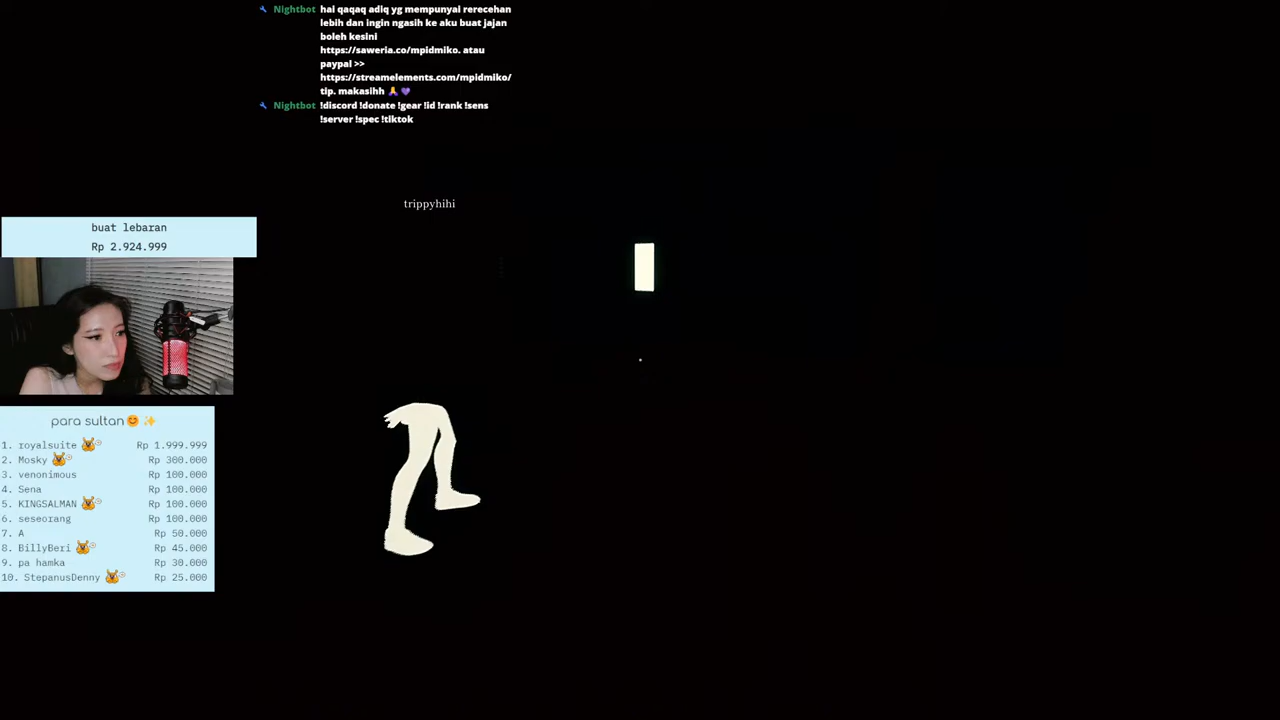 Nightbot hai qaqaq adiq yg mempunyai rerecehan
lebih dan ingin ngasih ke aku buat jajan
boleh kesini
https://saweria.co/mpidmiko. atau
paypal >>
https://streamelements.com/mpidmiko/
tip. makasihh 🙏 💜
Nightbot !discord !donate !gear !id !rank !sens
!server !spec !tiktok
trippyhihi
buat lebaran
Rp 2.924.999
para sultan😊 ✨
1. royalsuite Rp 1.999.999
2. Mosky Rp 300.000
3. venonimous Rp 100.000
4. Sena Rp 100.000
5. KINGSALMAN Rp 100.000
6. seseorang Rp 100.000
7. A Rp 50.000
8. BillyBeri Rp 45.000
9. pa hamka Rp 30.000
10. StepanusDenny Rp 25.000